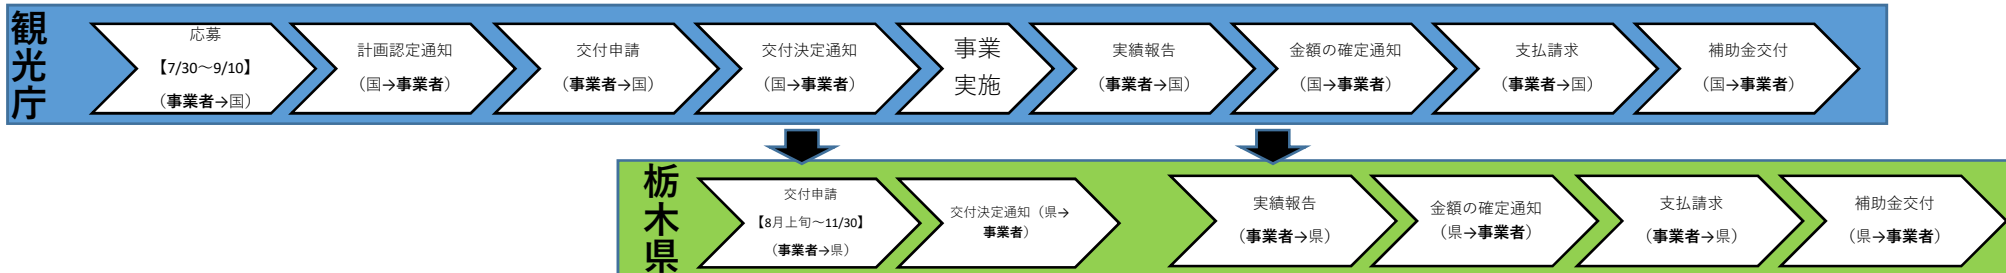 観光庁
応募
【7/30～9/10】
（事業者→国）
計画認定通知
（国→事業者）
交付申請
（事業者→国）
交付決定通知
（国→事業者）
事業
実施
実績報告
（事業者→国）
金額の確定通知
（国→事業者）
支払請求
（事業者→国）
補助金交付
（国→事業者）
栃木県
交付申請
【8月上旬～11/30】
（事業者→県）
交付決定通知（県→
事業者）
実績報告
（事業者→県）
金額の確定通知
（県→事業者）
支払請求
（事業者→県）
補助金交付
（県→事業者）